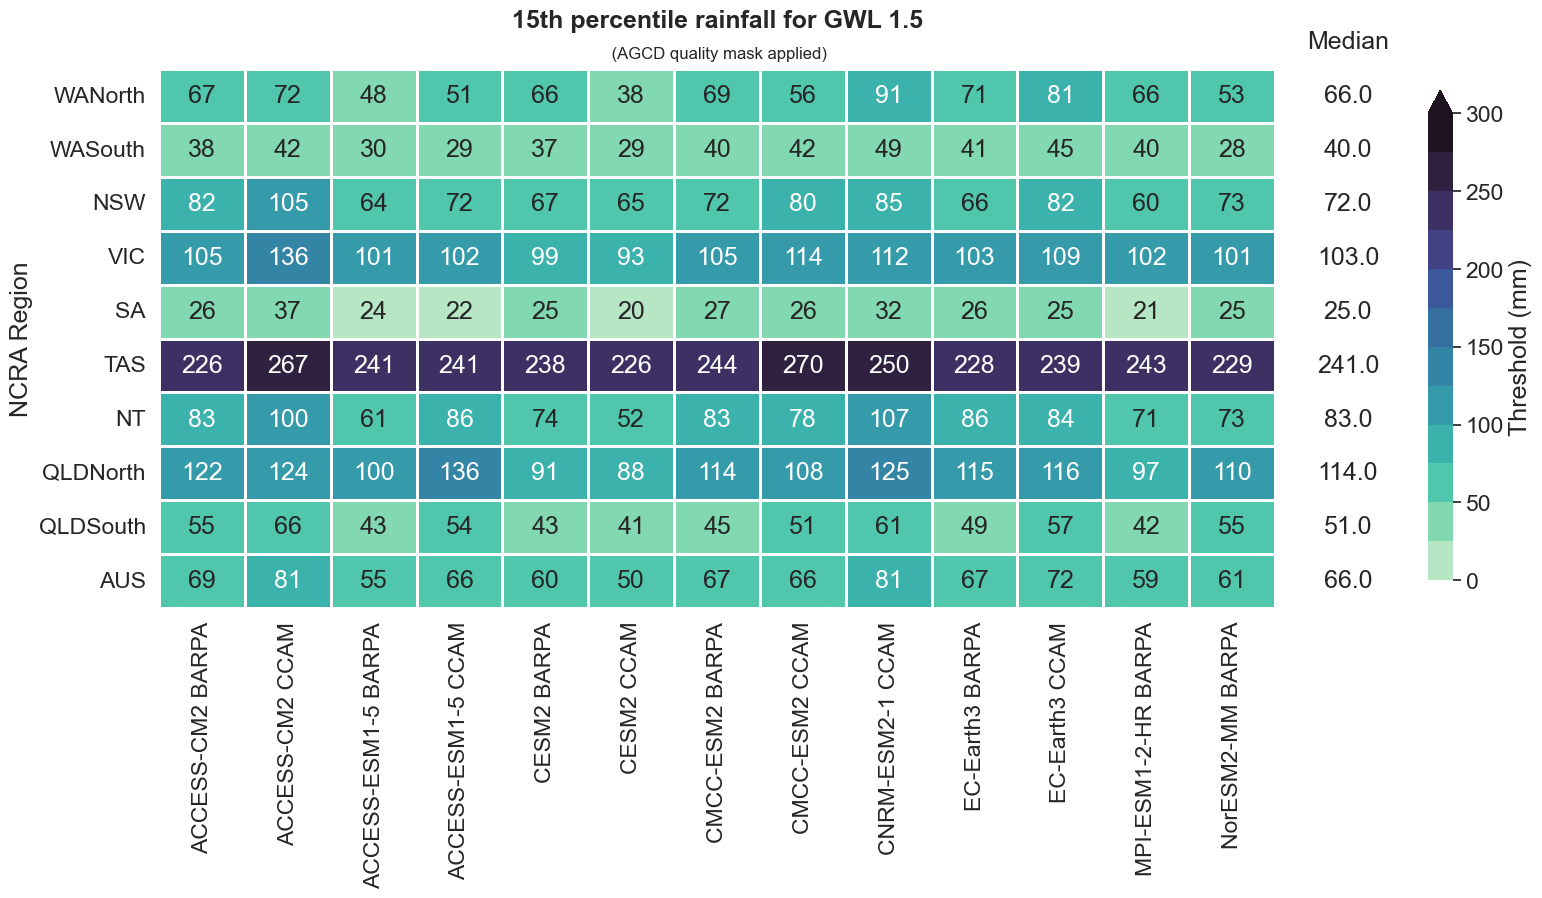 15th percentile rainfall for GWL 1.5
(AGCD quality mask applied)
Median
WANorth 67 72 48 51 66 38 69 56 91 71 81 66 53 66.0
WASouth 38 42 30 29 37 29 40 42 49 41 45 40 28 40.0
NSW 82 105 64 72 67 65 72 80 85 66 82 60 73 72.0
VIC 105 136 101 102 99 93 105 114 112 103 109 102 101 103.0
SA 26 37 24 22 25 20 27 26 32 26 25 21 25 25.0
TAS 226 267 241 241 238 226 244 270 250 228 239 243 229 241.0
NT 83 100 61 86 74 52 83 78 107 86 84 71 73 83.0
QLDNorth 122 124 100 136 91 88 114 108 125 115 116 97 110 114.0
QLDSouth 55 66 43 54 43 41 45 51 61 49 57 42 55 51.0
AUS 69 81 55 66 60 50 67 66 81 67 72 59 61 66.0
NCRA Region
ACCESS-CM2 BARPA
ACCESS-CM2 CCAM
ACCESS-ESM1-5 BARPA
ACCESS-ESM1-5 CCAM
CESM2 BARPA
CESM2 CCAM
CMCC-ESM2 BARPA
CMCC-ESM2 CCAM
CNRM-ESM2-1 CCAM
EC-Earth3 BARPA
EC-Earth3 CCAM
MPI-ESM1-2-HR BARPA
NorESM2-MM BARPA
300
250
200
150
100
50
0
Threshold (mm)